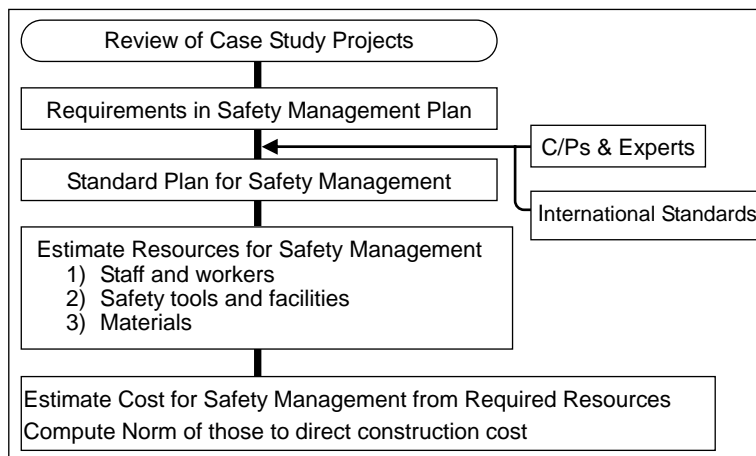 Review of Case Study Projects
Requirements in Safety Management Plan
C/Ps & Experts
Standard Plan for Safety Management
International Standards
Estimate Resources for Safety Management
1) Staff and workers
2) Safety tools and facilities
3) Materials
Estimate Cost for Safety Management from Required Resources
Compute Norm of those to direct construction cost